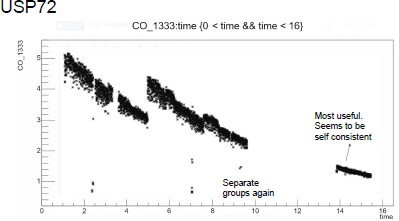 USP72
CO_1333:time {0 < time && time < 16}
CO_1333
5
4
3
2
1
Most useful.
Seems to be
self consistent
Separate
groups again
0 2 4 6 8 10 12 14 16
time